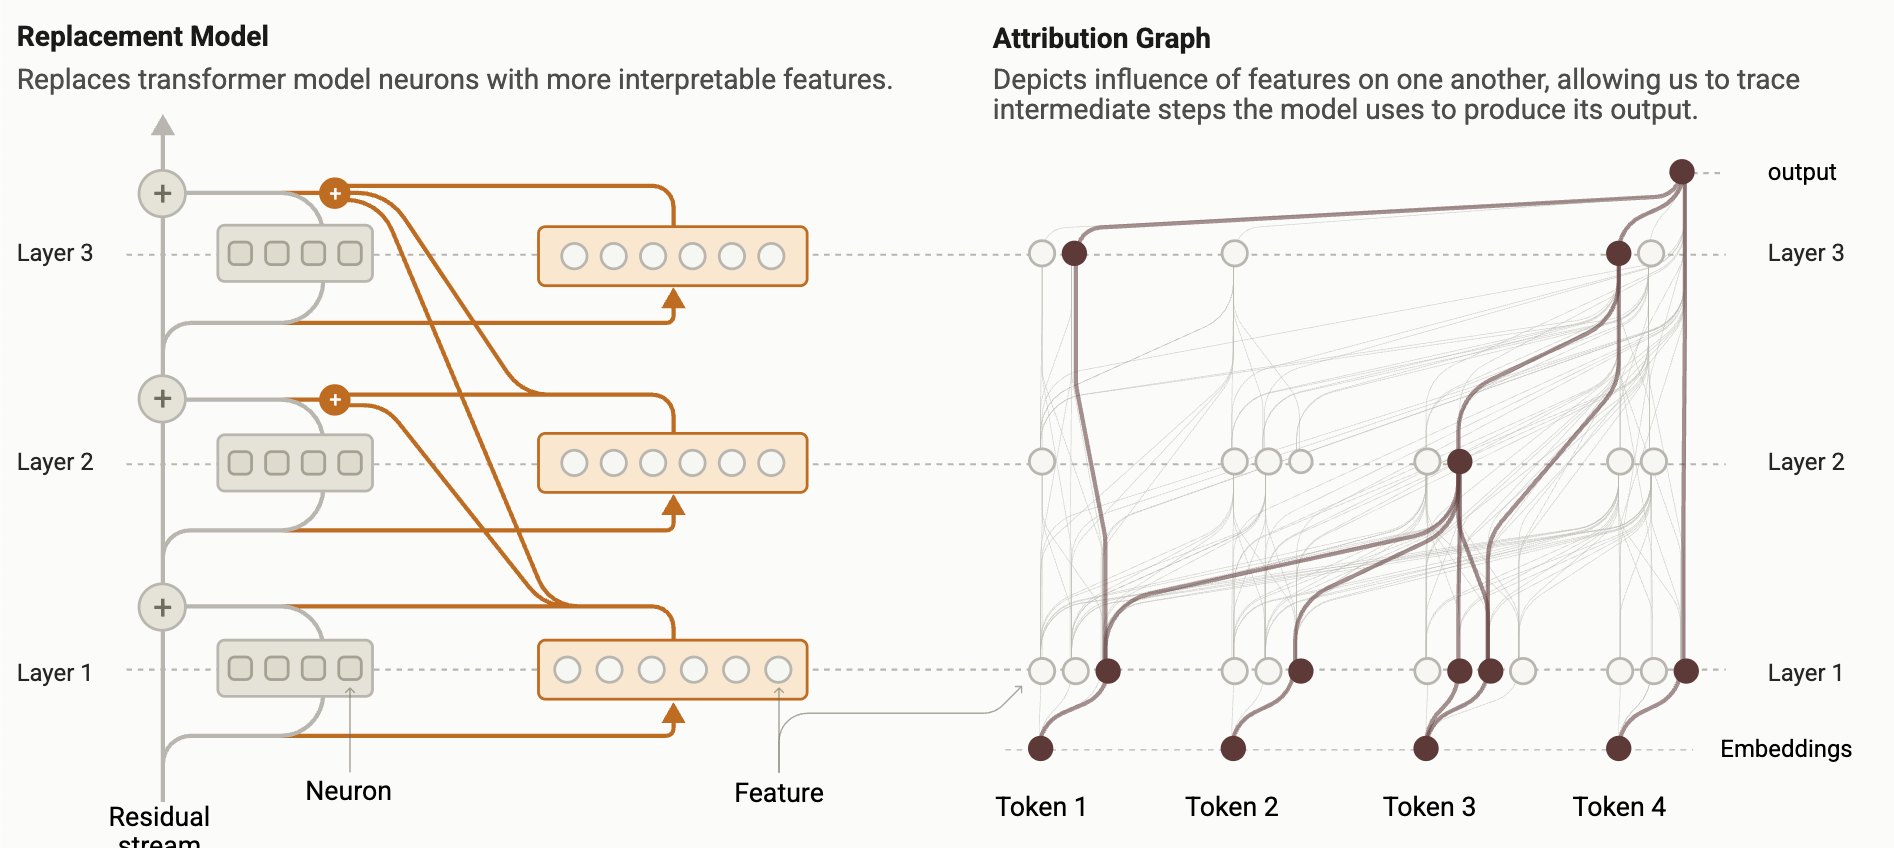 Replacement Model
Replaces transformer model neurons with more interpretable features.
+
+
Layer 3
+
+
Layer 2
+
Layer 1
Neuron
Feature
Residual
stream
Attribution Graph
Depicts influence of features on one another, allowing us to trace
intermediate steps the model uses to produce its output.
output
Layer 3
Layer 2
Layer 1
Embeddings
Token 1
Token 2
Token 3
Token 4